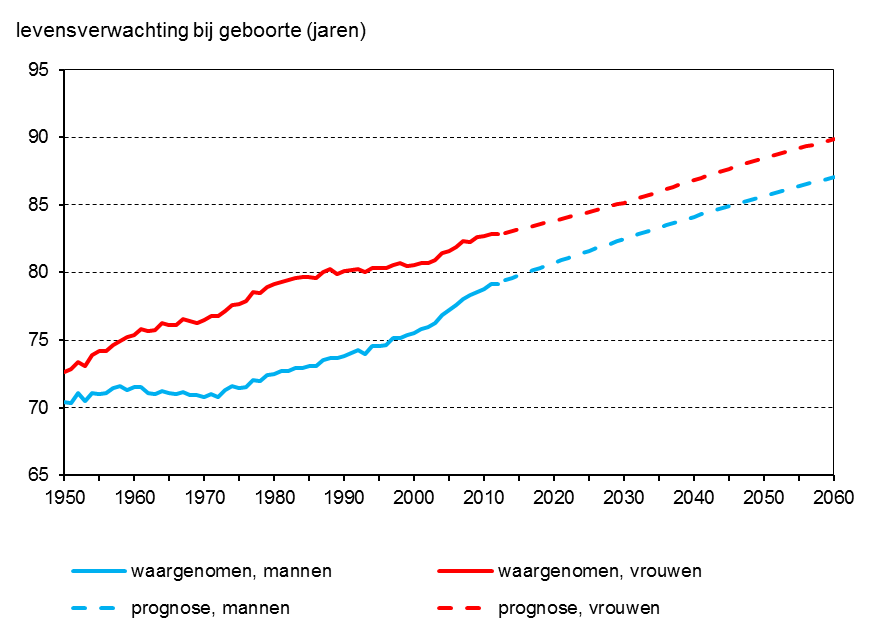 levensverwachting bij geboorte (jaren)
95
90
85
80
75
70
65
1950 1960 1970 1980 1990 2000 2010 2020 2030 2040 2050 2060
waargenomen, mannen waargenomen, vrouwen
prognose, mannen prognose, vrouwen